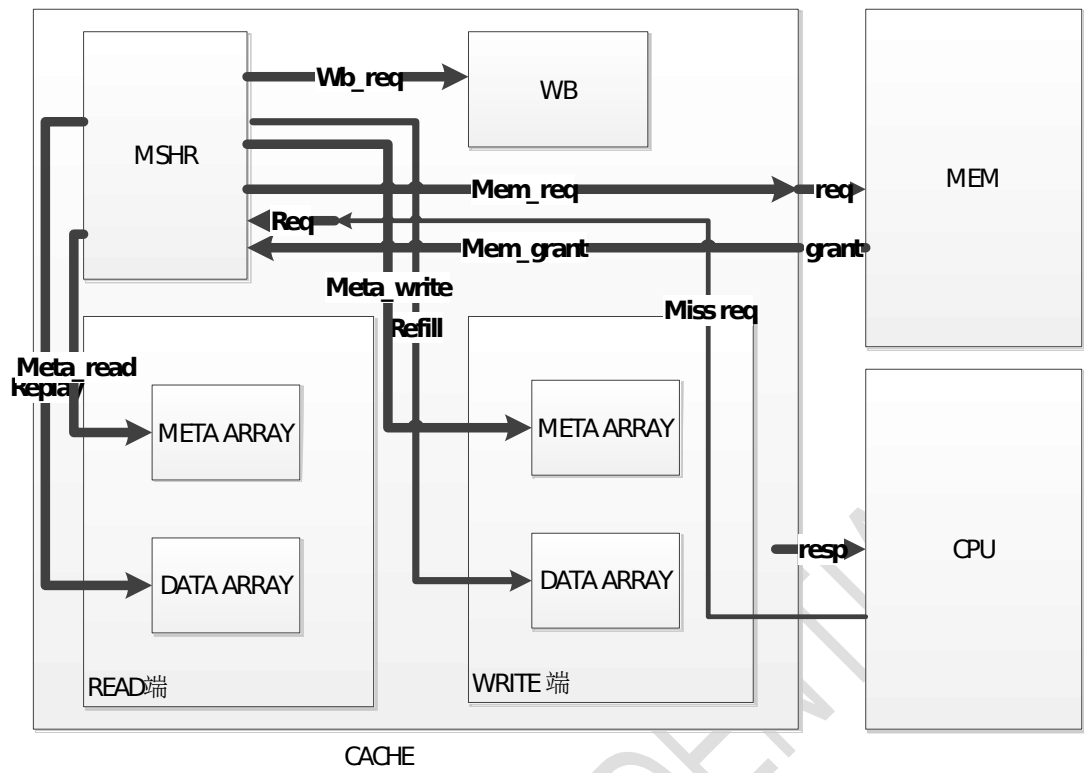 Wb_req
WB
MSHR
MEM
Mem_req
req
Req
Mem_grant
grant
Meta_write
Miss req
Refill
Meta_read
Replay
META ARRAY
META ARRAY
resp
CPU
DATA ARRAY
DATA ARRAY
READ端
WRITE 端
CACHE